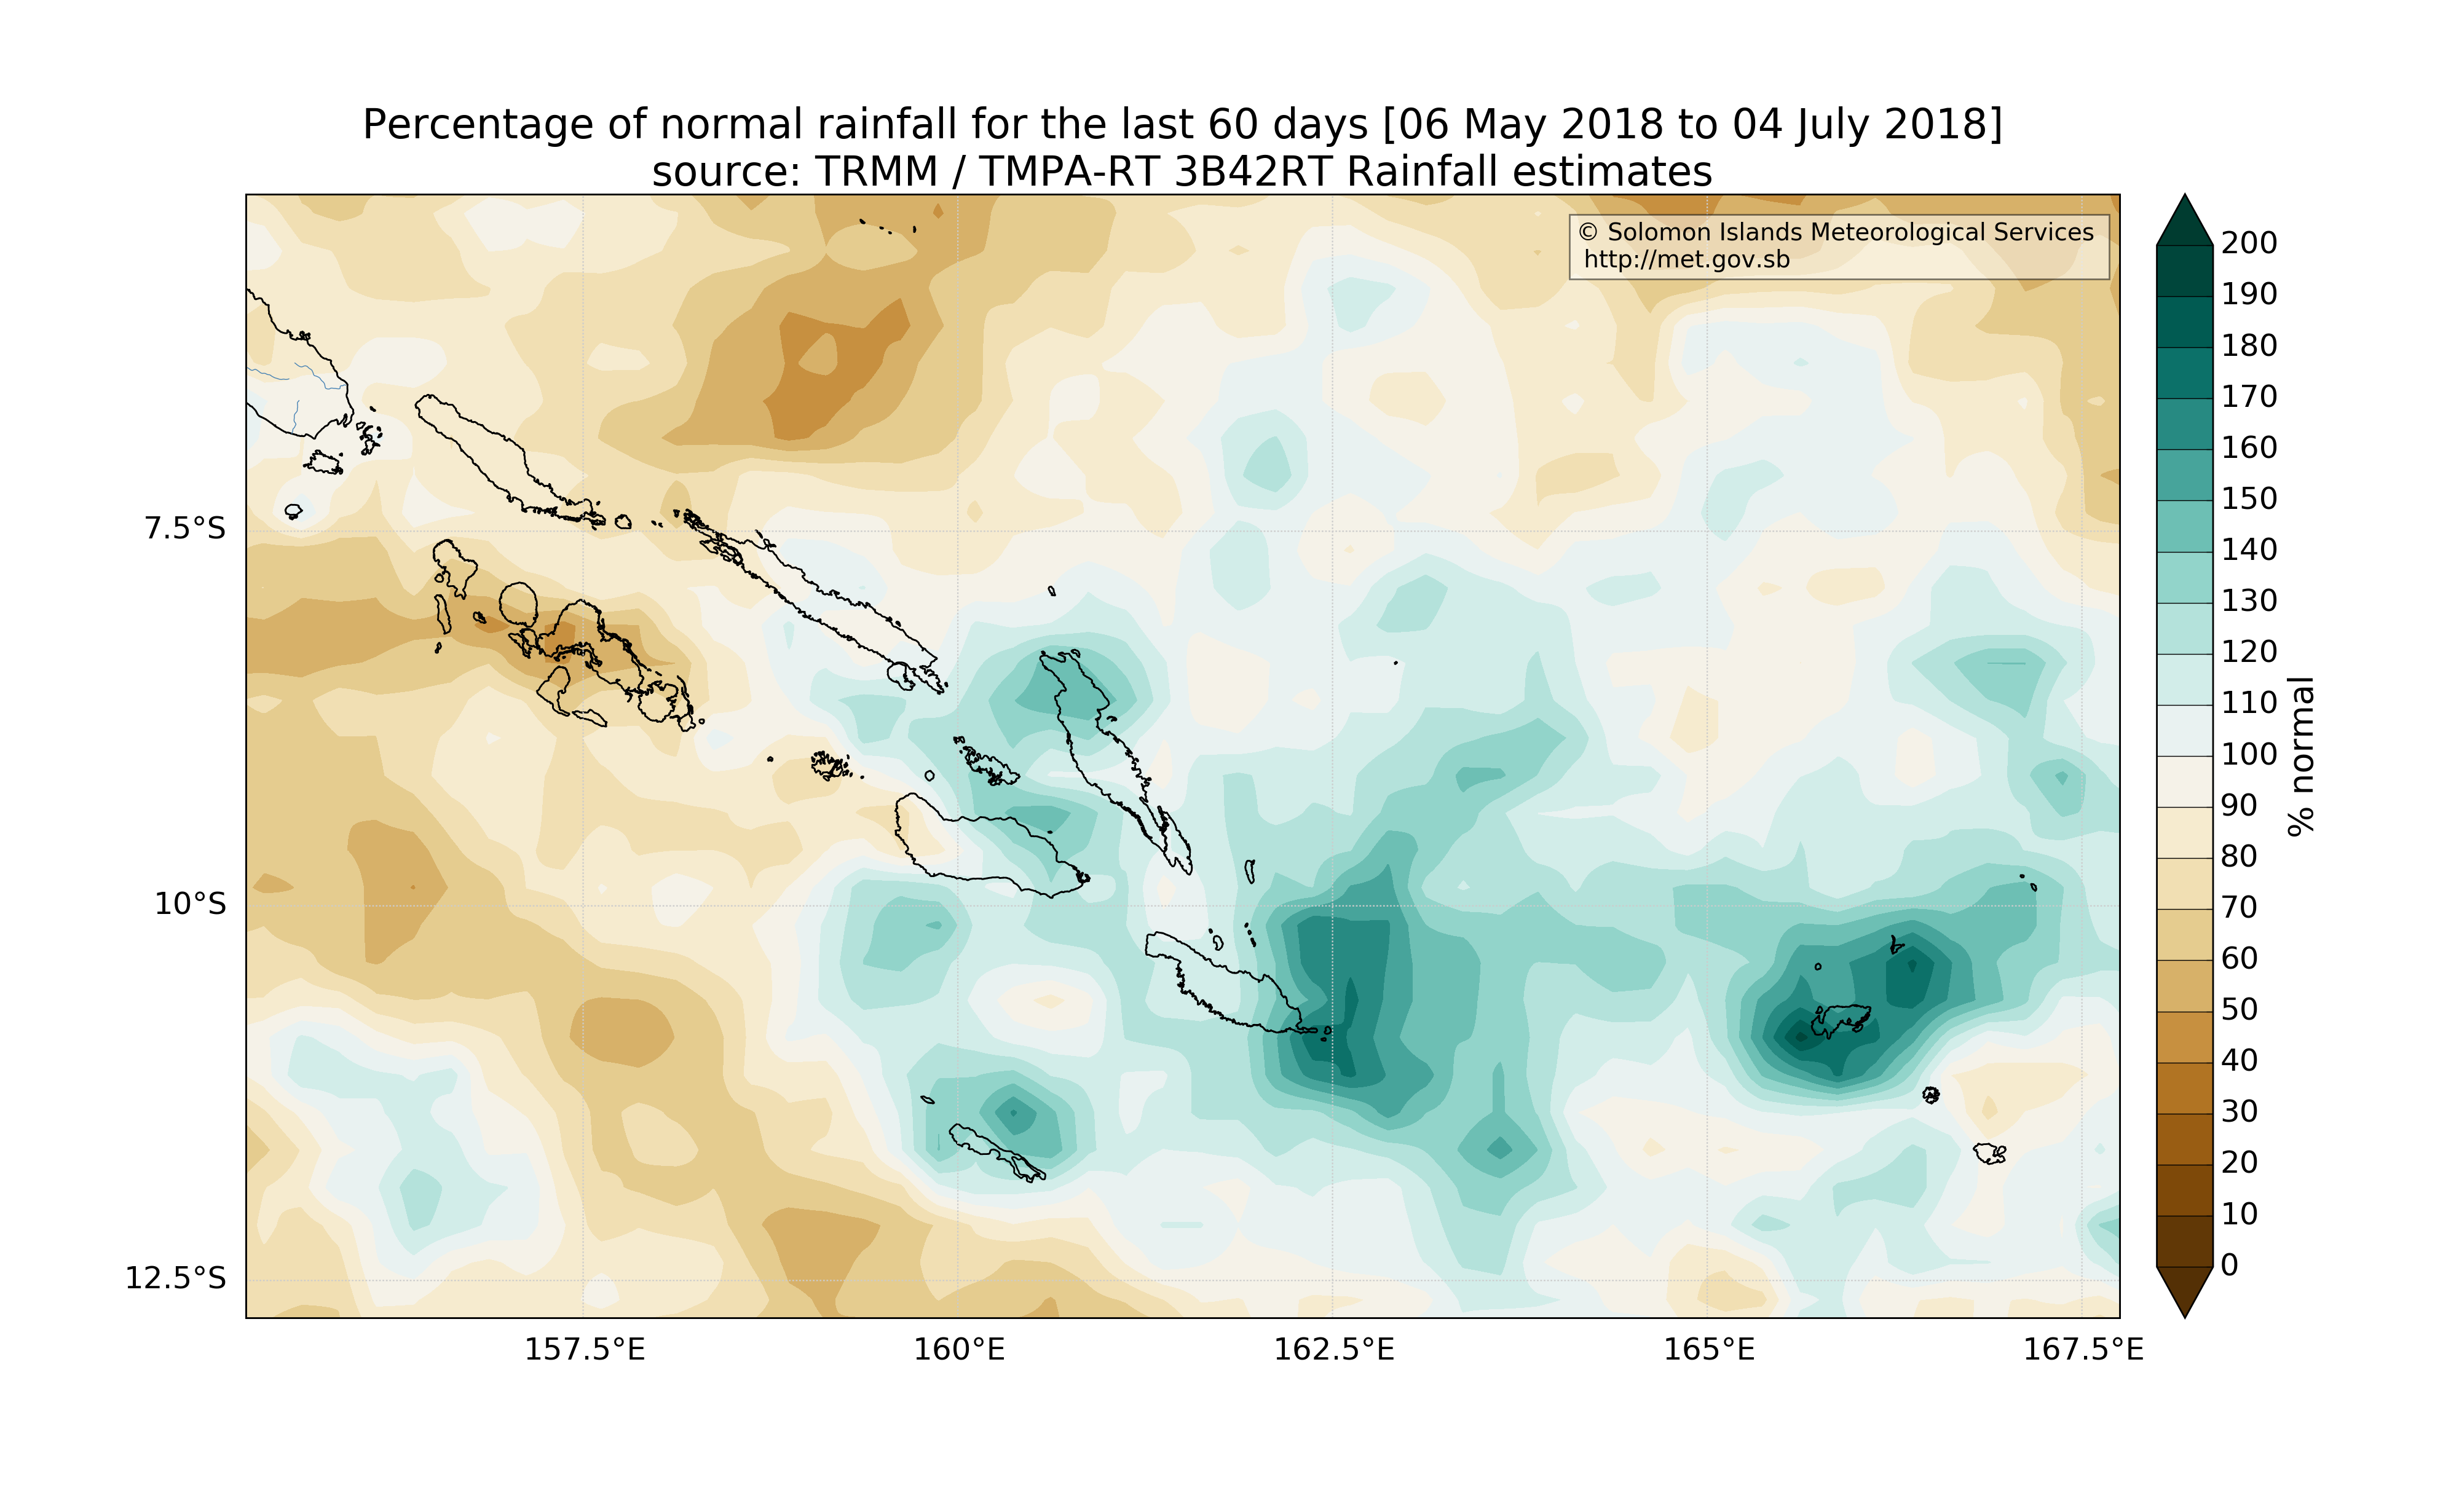 Percentage of normal rainfall for the last 60 days [06 May 2018 to 04 July 2018]
source: TRMM / TMPA-RT 3B42RT Rainfall estimates
© Solomon Islands Meteorological Services
http://met.gov.sb
7.5°S
10°S
12.5°S
157.5°E
160°E
162.5°E
165°E
167.5°E
200
190
180
170
160
150
140
130
120
110
100
90
80
70
60
50
40
30
20
10
0
% normal